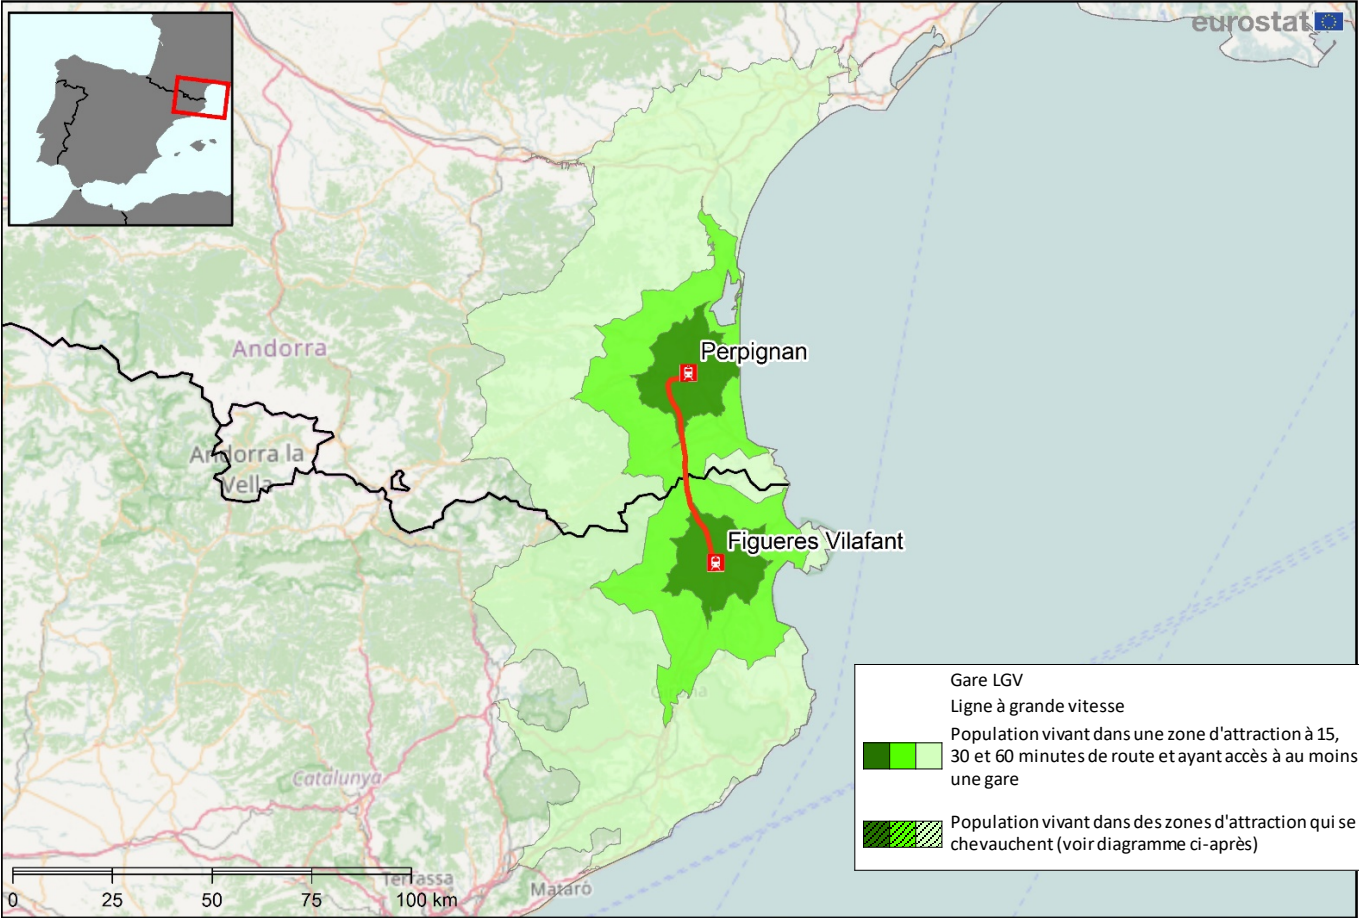 eurostat
Perpignan
Andorra
Andorra la
Vella
Figueres Vilafant
Girona
Catalunya
Terrassa
Mataró
0 25 50 75 100 km
Gare LGV
Ligne à grande vitesse
Population vivant dans une zone d'attraction à 15,
30 et 60 minutes de route et ayant accès à au moins
une gare
Population vivant dans des zones d'attraction qui se
chevauchent (voir diagramme ci-après)